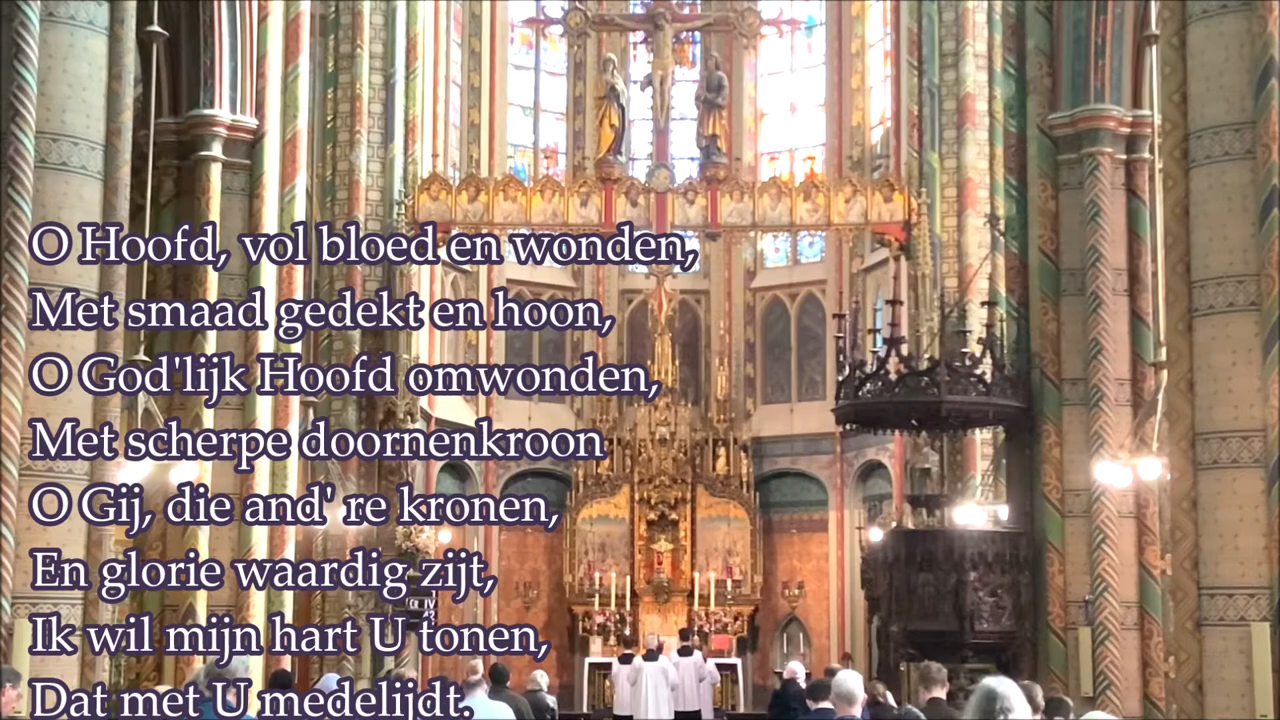 O Hoofd, vol bloed en wonden,
Met smaad gedekt en hoon,
O God'lijk Hoofd omwonden,
Met scherpe doornenkroon
O Gij, die and' re kronen,
En glorie waardig zijt,
Ik wil mijn hart U tonen,
Dat met U medelijdt.